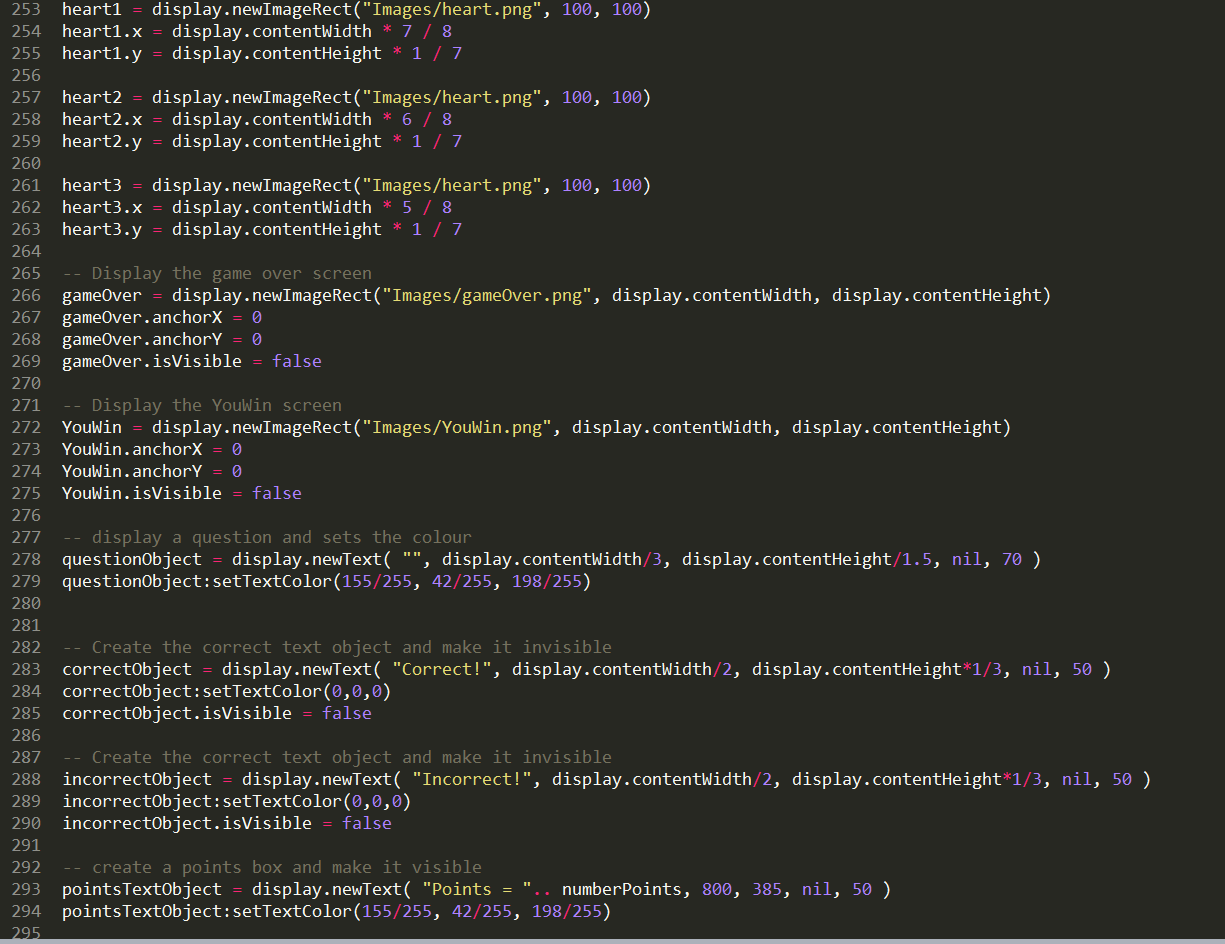 253 heart1 = display.newImageRect("Images/heart.png", 100, 100)
254 heart1.x = display.contentWidth * 7 / 8
255 heart1.y = display.contentHeight * 1 / 7
256
257 heart2 = display.newImageRect("Images/heart.png", 100, 100)
258 heart2.x = display.contentWidth * 6 / 8
259 heart2.y = display.contentHeight * 1 / 7
260
261 heart3 = display.newImageRect("Images/heart.png", 100, 100)
262 heart3.x = display.contentWidth * 5 / 8
263 heart3.y = display.contentHeight * 1 / 7
264
265 -- Display the game over screen
266 gameOver = display.newImageRect("Images/gameOver.png", display.contentWidth, display.contentHeight)
267 gameOver.anchorX = 0
268 gameOver.anchorY = 0
269 gameOver.isVisible = false
270
271 -- Display the YouWin screen
272 YouWin = display.newImageRect("Images/YouWin.png", display.contentWidth, display.contentHeight)
273 YouWin.anchorX = 0
274 YouWin.anchorY = 0
275 YouWin.isVisible = false
276
277 -- display a question and sets the colour
278 questionObject = display.newText( "", display.contentWidth/3, display.contentHeight/1.5, nil, 70 )
279 questionObject:setTextColor(155/255, 42/255, 198/255)
280
281
282 -- Create the correct text object and make it invisible
283 correctObject = display.newText( "Correct!", display.contentWidth/2, display.contentHeight*1/3, nil, 50 )
284 correctObject:setTextColor(0,0,0)
285 correctObject.isVisible = false
286
287 -- Create the correct text object and make it invisible
288 incorrectObject = display.newText( "Incorrect!", display.contentWidth/2, display.contentHeight*1/3, nil, 50 )
289 incorrectObject:setTextColor(0,0,0)
290 incorrectObject.isVisible = false
291
292 -- create a points box and make it visible
293 pointsTextObject = display.newText( "Points = ".. numberPoints, 800, 385, nil, 50 )
294 pointsTextObject:setTextColor(155/255, 42/255, 198/255)
295